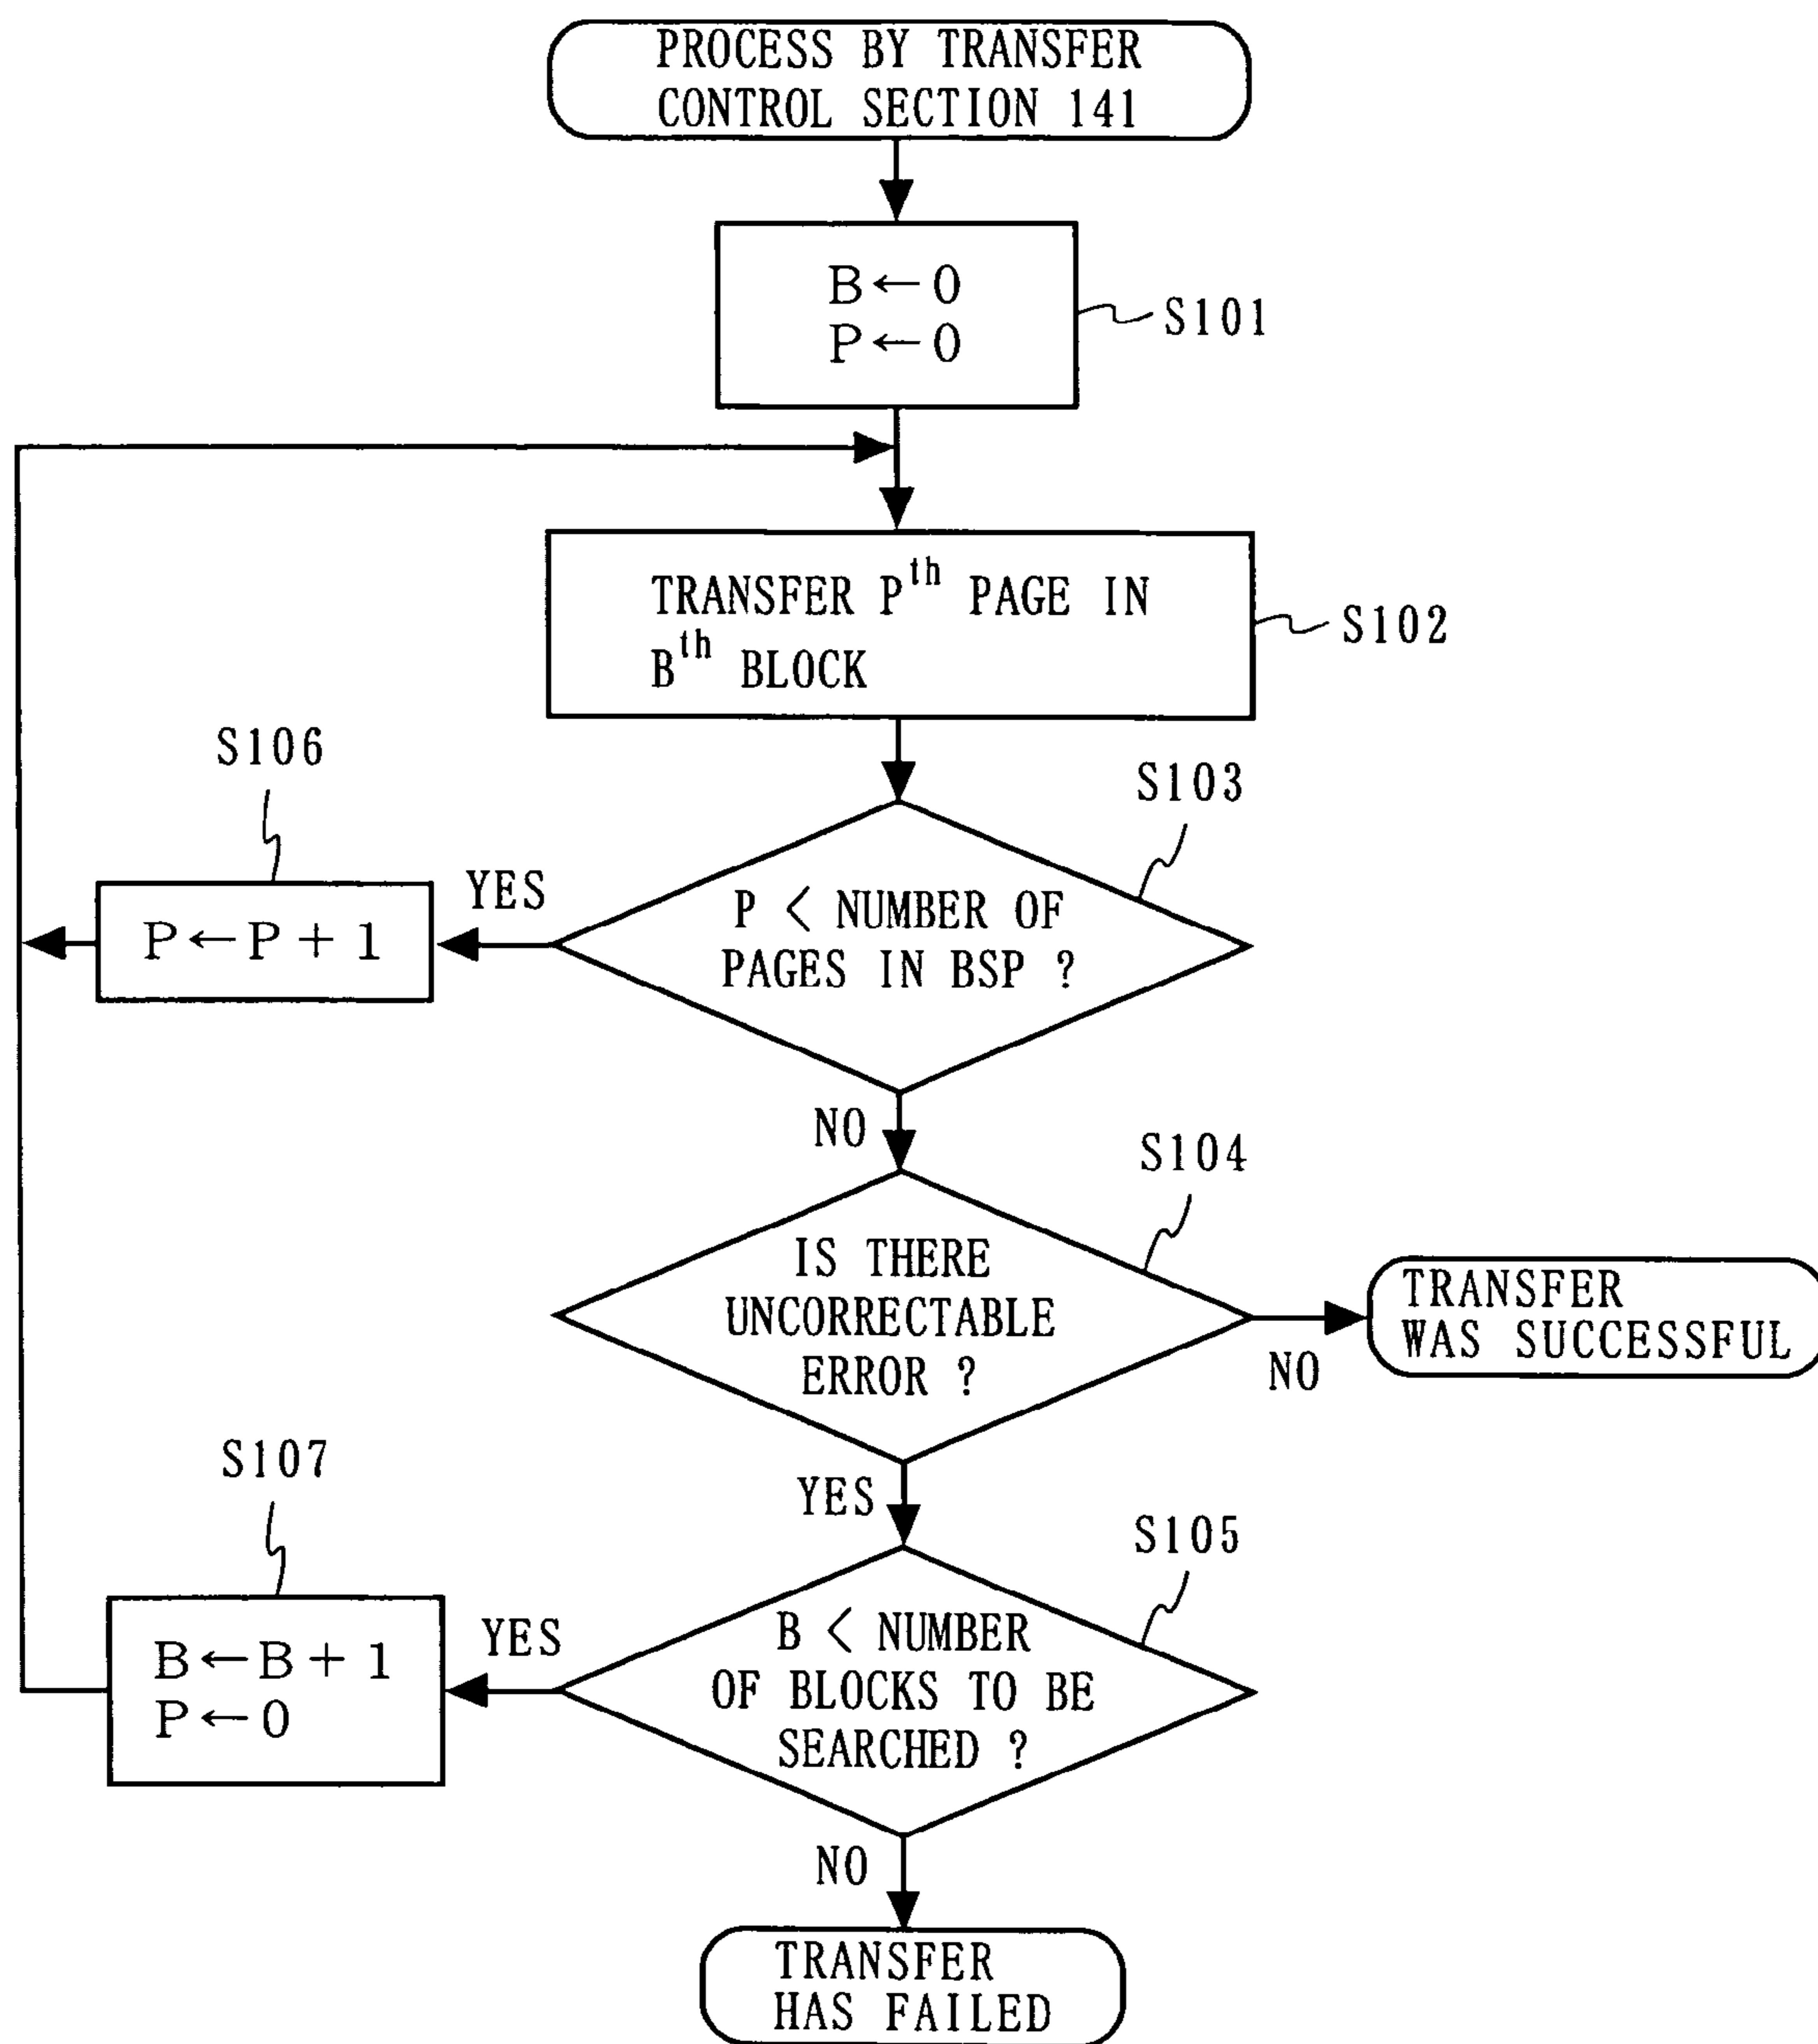 PROCESS BY TRANSFER
CONTROL SECTION 141
B←0
P←0
S101
TRANSFER Pth PAGE IN
Bth BLOCK
S102
S106
S103
YES
P←P+1
P < NUMBER OF
PAGES IN BSP ?
NO
S104
IS THERE
UNCORRECTABLE
ERROR ?
NO
TRANSFER
WAS SUCCESSFUL
YES
S107
S105
YES
B←B+1
P←0
B < NUMBER
OF BLOCKS TO BE
SEARCHED ?
NO
TRANSFER
HAS FAILED